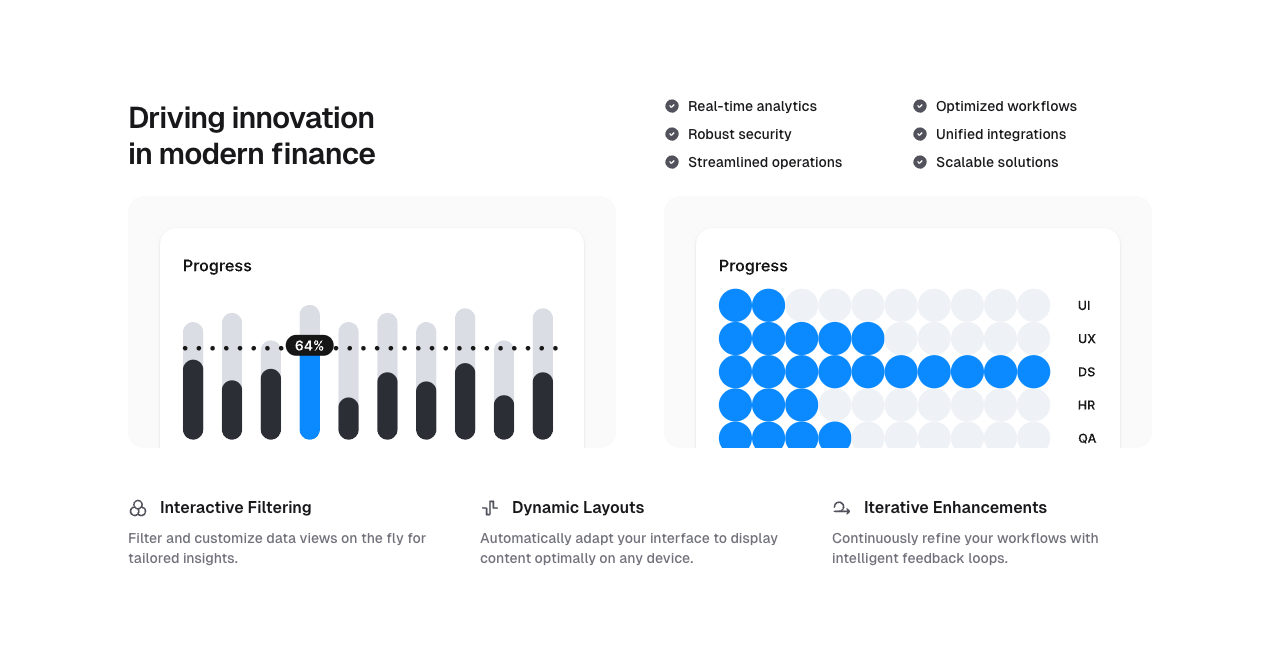 Driving innovation
in modern finance
Real-time analytics
Robust security
Streamlined operations
Optimized workflows
Unified integrations
Scalable solutions
Progress
64%
Progress
UI
UX
DS
HR
QA
Interactive Filtering
Filter and customize data views on the fly for
tailored insights.
Dynamic Layouts
Automatically adapt your interface to display
content optimally on any device.
Iterative Enhancements
Continuously refine your workflows with
intelligent feedback loops.